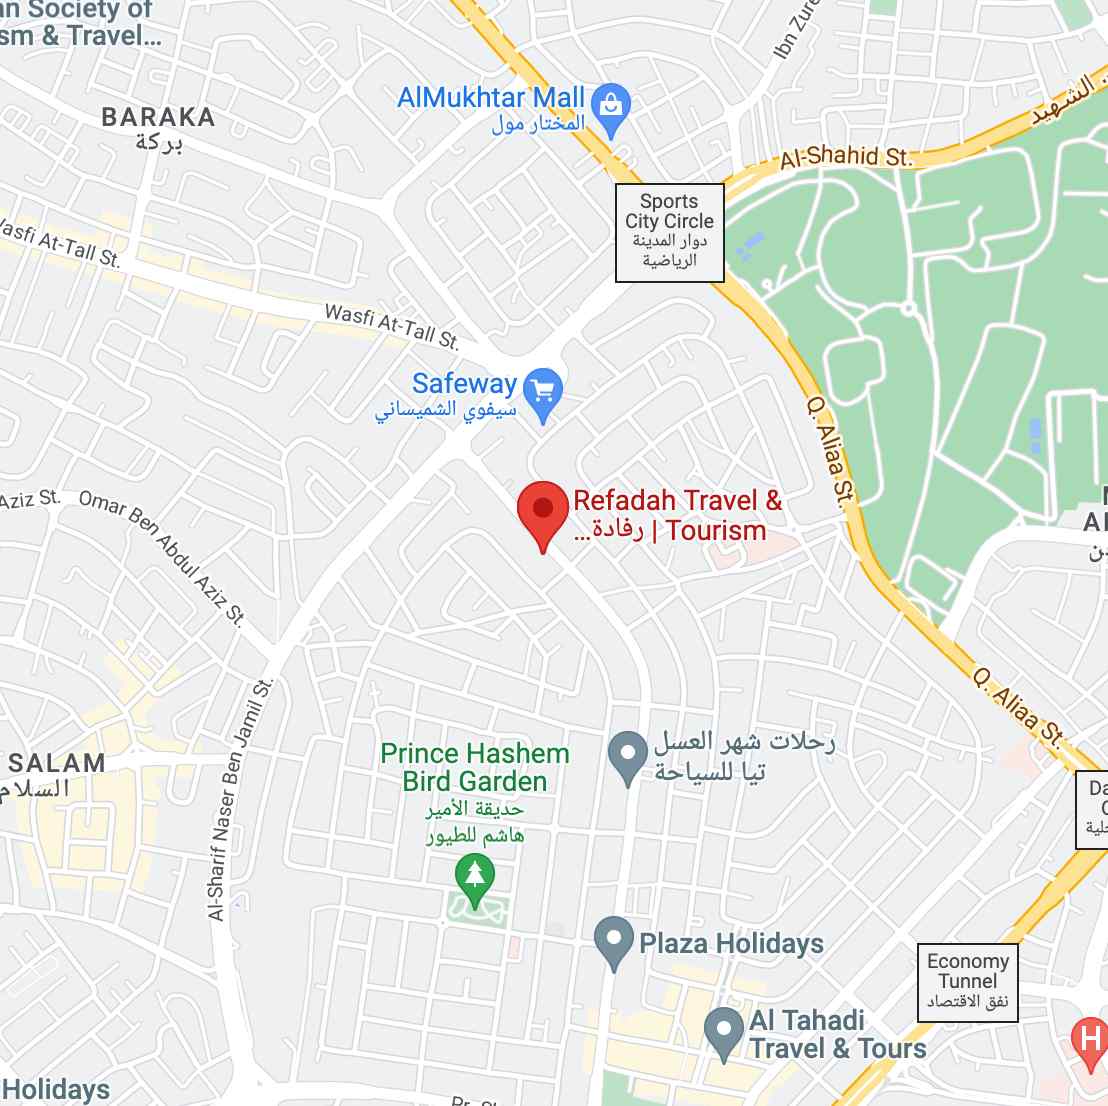 an Society of
sm & Travel...
Ibn Zure
AlMukhtar Mall
المختار مول
BARAKA
بركة
الشهيد
Al-Shahid St.
Sports
City Circle
دوار المدينة
الرياضية
Wasfi At-Tall St.
Wasfi At-Tall St.
Safeway
سيفوي الشميساني
Q. Aliaa St.
Aziz St.
Omar Ben Abdul Aziz St.
Refadah Travel &
رفادة | Tourism...
Q. Aliaa St.
Al-Sharif Naser Ben Jamil St.
SALAM
السلام
Prince Hashem
Bird Garden
حديقة الأمير
هاشم للطيور
رحلات شهر العسل
تيا للسياحة
Da
Plaza Holidays
Economy
Tunnel
نفق الاقتصاد
Al Tahadi
Travel & Tours
H
Holidays